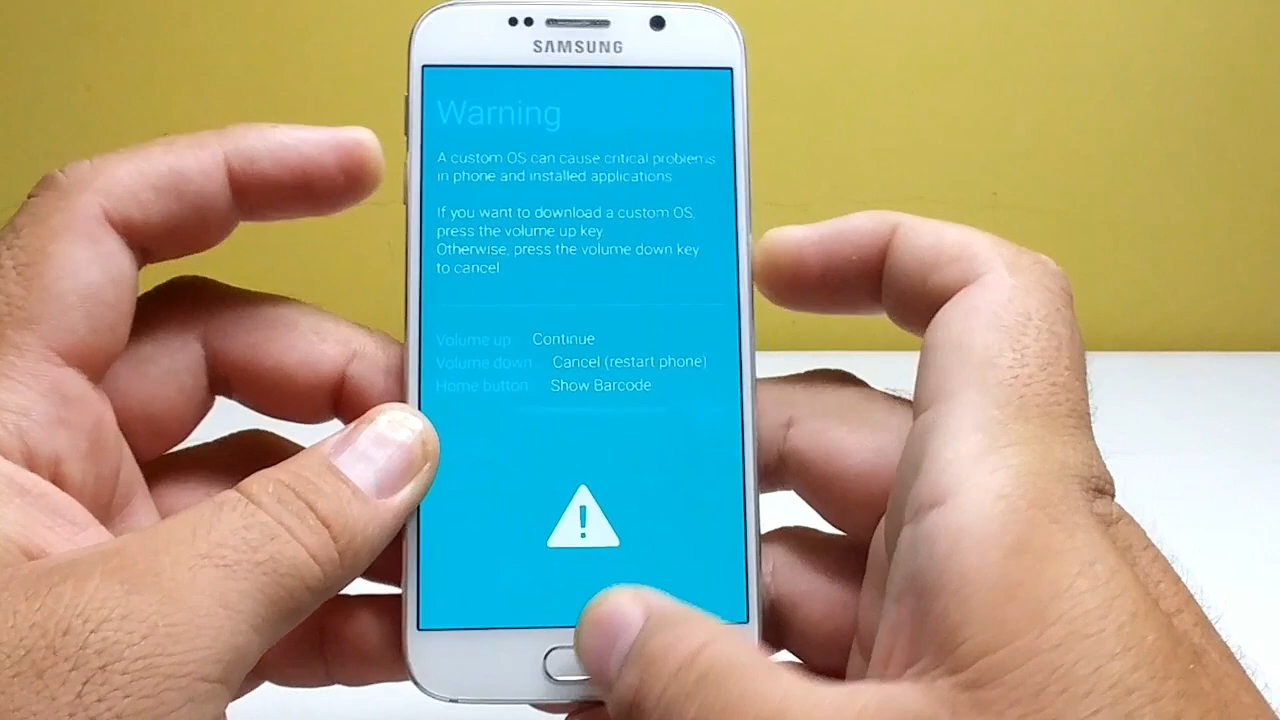 SAMSUNG
Warning
A custom OS can cause critical problems
in phone and installed applications.
If you want to download a custom OS,
press the volume up key.
Otherwise, press the volume down key
to cancel.
Volume up Continue
Volume down Cancel (restart phone)
Home button Show Barcode